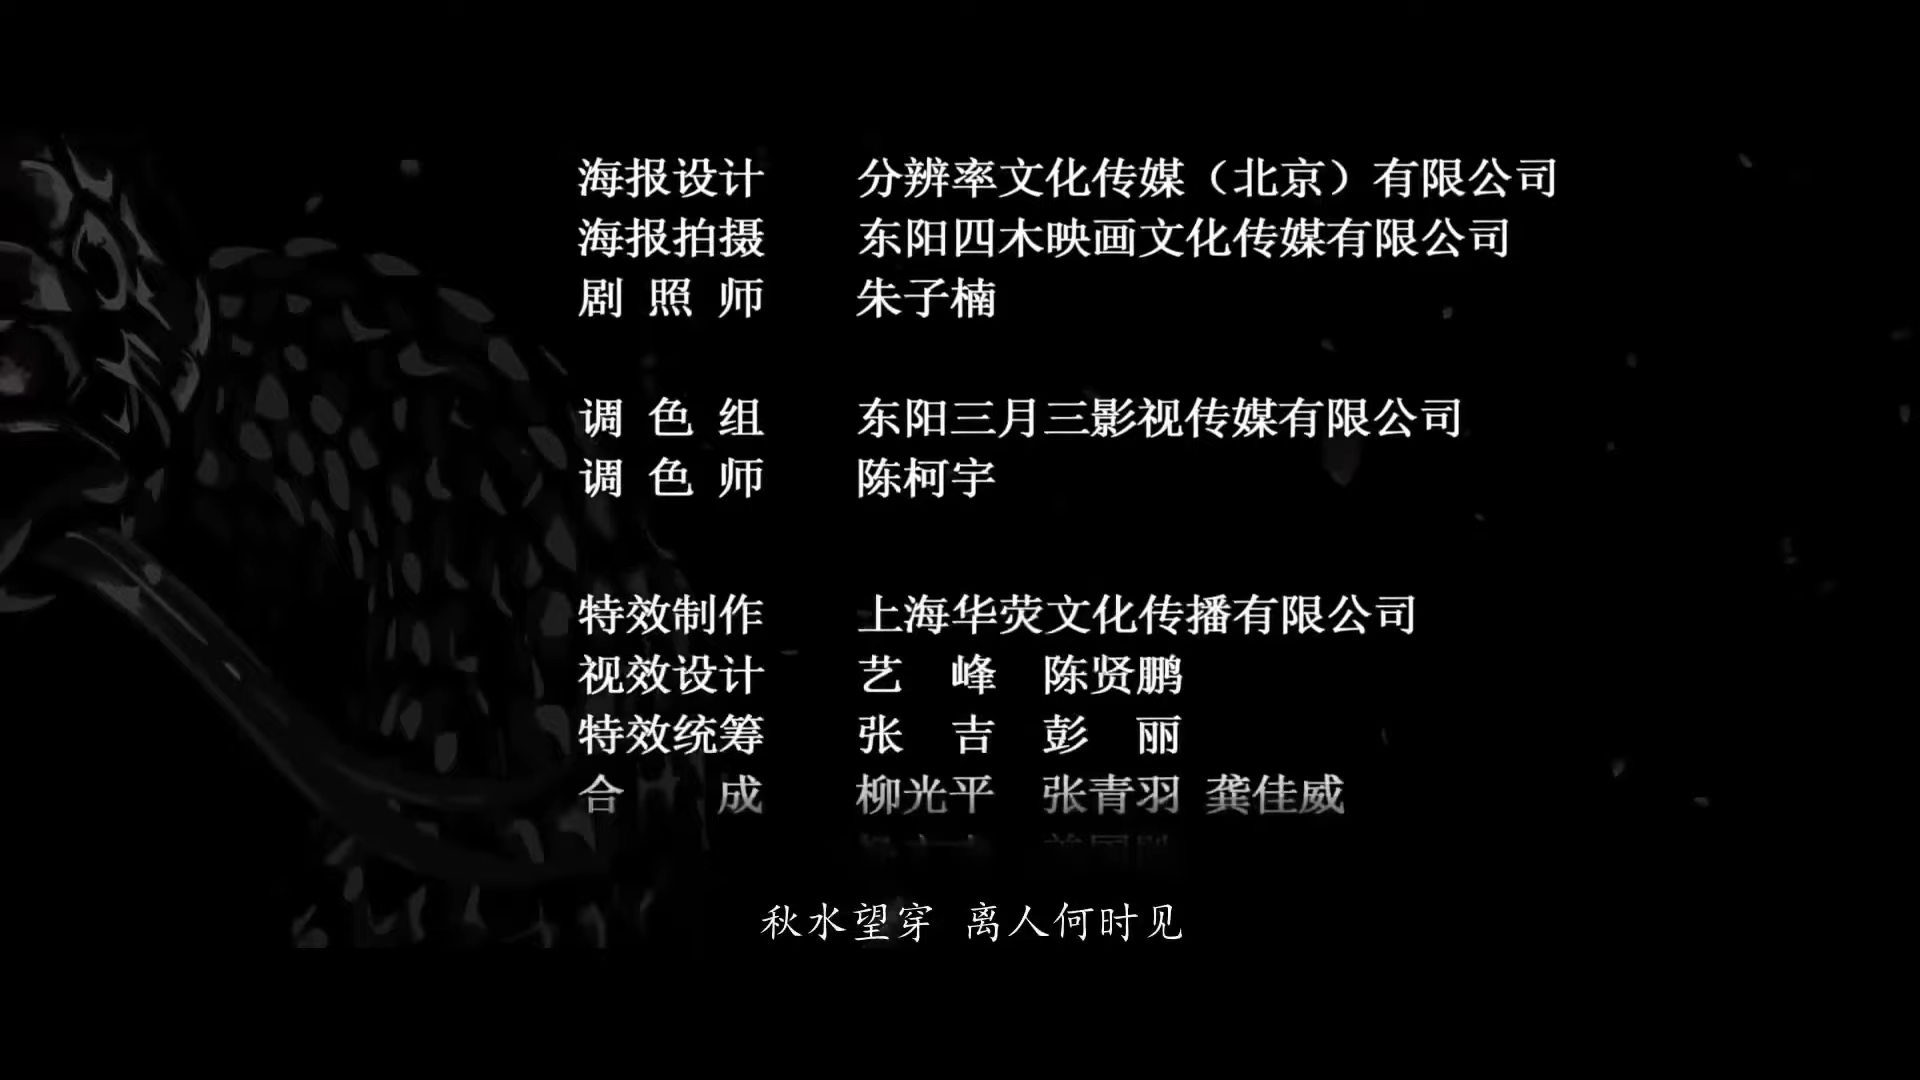 海报设计 分辨率文化传媒（北京）有限公司
海报拍摄 东阳四木映画文化传媒有限公司
剧照师 朱子楠
调色组 东阳三月三影视传媒有限公司
调色师 陈柯宇
特效制作 上海华荧文化传播有限公司
视效设计 艺峰 陈贤鹏
特效统筹 张吉 彭丽
合成 柳光平 张青羽 龚佳威
秋水望穿 离人何时见